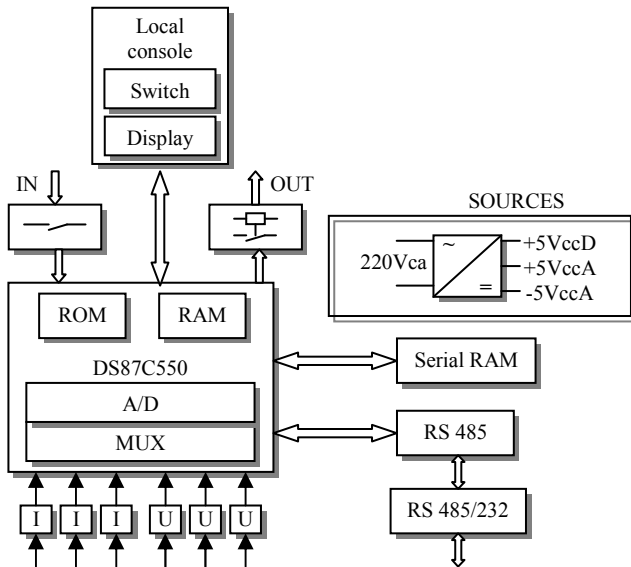 Local
console
Switch
Display
IN
OUT
SOURCES
220Vca
~
=
+5VccD
+5VccA
-5VccA
ROM
RAM
DS87C550
A/D
MUX
Serial RAM
RS 485
RS 485/232
I I I U U U